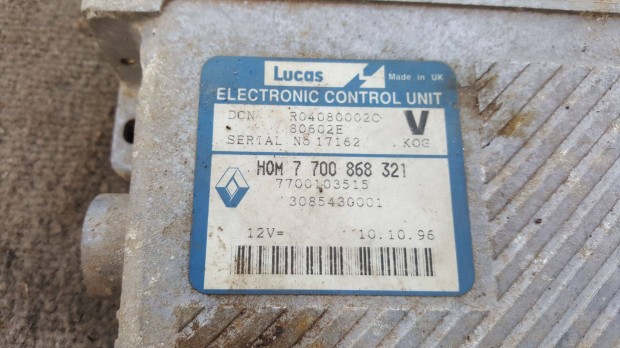 Lucas Made in UK
ELECTRONIC CONTROL UNIT
DCN R04080002C V
80602E
SERIAL No 17162 KOG
HOM 7 700 868 321
7700103515
3085430001
12V= 10.10.96